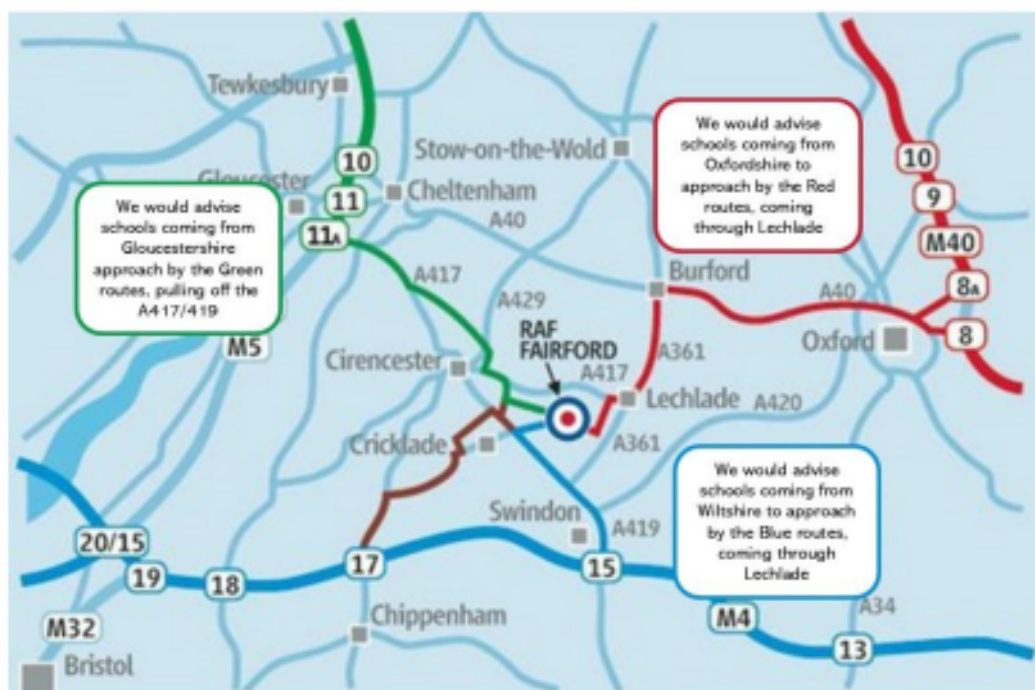 Tewkesbury
10
Stow-on-the-Wold
We would advise
schools coming from
Oxfordshire to
approach by the Red
routes, coming
through Lechlade
10
9
M40
8A
8
Gloucester
11
Cheltenham
11A
We would advise
schools coming from
Gloucestershire
approach by the Green
routes, pulling off the
A417/419
A40
A417
A429
Burford
A40
Oxford
M5
RAF
FAIRFORD
Cirencester
A361
A417
Lechlade
A420
Cricklade
A361
We would advise
schools coming from
Wiltshire to approach
by the Blue routes,
coming through
Lechlade
Swindon
A419
20/15
19
18
17
15
M4
A34
13
Chippenham
M32
Bristol